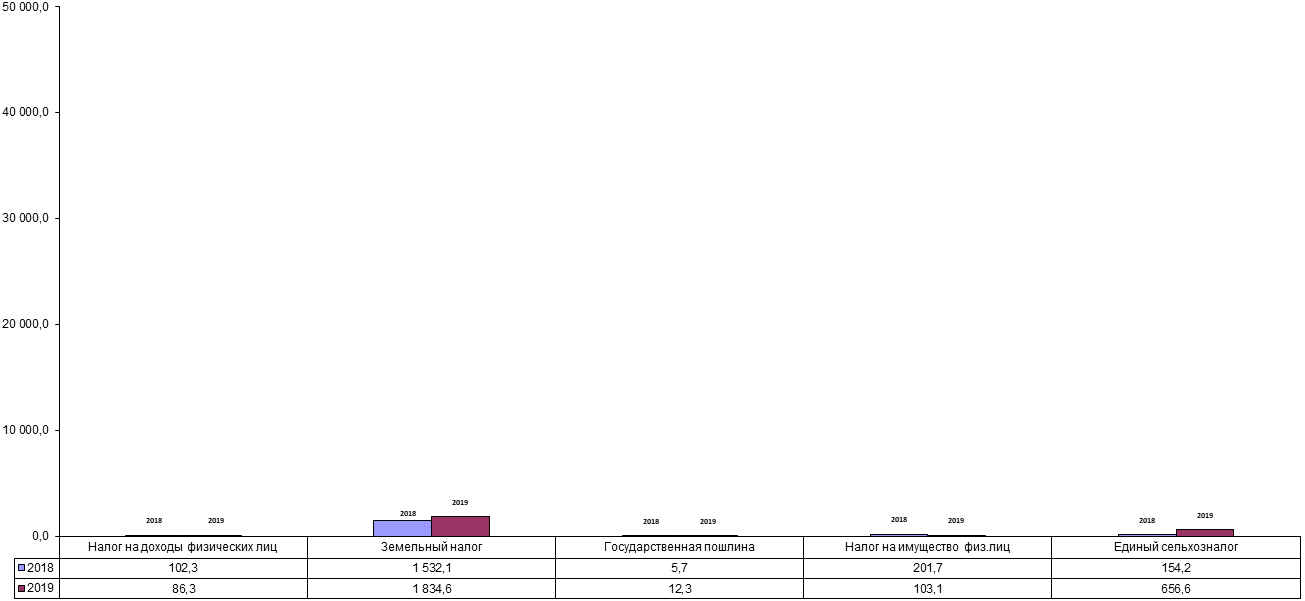 50 000,0
40 000,0
30 000,0
20 000,0
10 000,0
0,0
2018 2019 2018 2019 2018 2019 2018 2019 2018 2019
Налог на доходы физических лиц Земельный налог Государственная пошлина Налог на имущество физ.лиц Единый сельхозналог
2018 102,3 1 532,1 5,7 201,7 154,2
2019 86,3 1 834,6 12,3 103,1 656,6